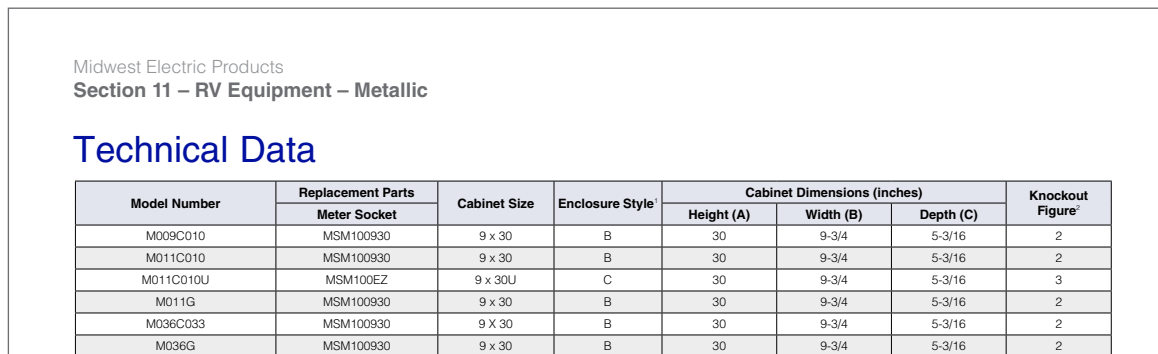 Midwest Electric Products
Section 11 – RV Equipment – Metallic
Technical Data
Model Number Replacement Parts Cabinet Size Enclosure Style¹ Cabinet Dimensions (inches) Knockout Figure²
Meter Socket Height (A) Width (B) Depth (C)
M009C010 MSM100930 9 x 30 B 30 9-3/4 5-3/16 2
M011C010 MSM100930 9 x 30 B 30 9-3/4 5-3/16 2
M011C010U MSM100EZ 9 x 30U C 30 9-3/4 5-3/16 3
M011G MSM100930 9 x 30 B 30 9-3/4 5-3/16 2
M036C033 MSM100930 9 X 30 B 30 9-3/4 5-3/16 2
M036G MSM100930 9 x 30 B 30 9-3/4 5-3/16 2